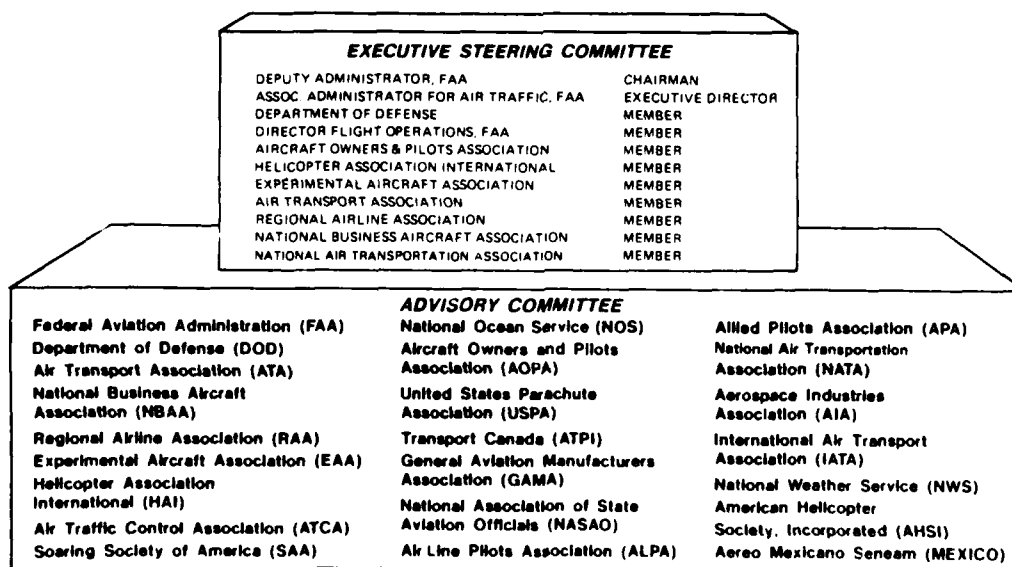 EXECUTIVE STEERING COMMITTEE
DEPUTY ADMINISTRATOR, FAA CHAIRMAN
ASSOC. ADMINISTRATOR FOR AIR TRAFFIC, FAA EXECUTIVE DIRECTOR
DEPARTMENT OF DEFENSE MEMBER
DIRECTOR FLIGHT OPERATIONS, FAA MEMBER
AIRCRAFT OWNERS & PILOTS ASSOCIATION MEMBER
HELICOPTER ASSOCIATION INTERNATIONAL MEMBER
EXPERIMENTAL AIRCRAFT ASSOCIATION MEMBER
AIR TRANSPORT ASSOCIATION MEMBER
REGIONAL AIRLINE ASSOCIATION MEMBER
NATIONAL BUSINESS AIRCRAFT ASSOCIATION MEMBER
NATIONAL AIR TRANSPORTATION ASSOCIATION MEMBER
ADVISORY COMMITTEE
Federal Aviation Administration (FAA)
Department of Defense (DOD)
Air Transport Association (ATA)
National Business Aircraft
Association (NBAA)
Regional Airline Association (RAA)
Experimental Aircraft Association (EAA)
Helicopter Association
International (HAI)
Air Traffic Control Association (ATCA)
Soaring Society of America (SAA)
National Ocean Service (NOS)
Aircraft Owners and Pilots
Association (AOPA)
United States Parachute
Association (USPA)
Transport Canada (ATPI)
General Aviation Manufacturers
Association (GAMA)
National Association of State
Aviation Officials (NASAO)
Air Line Pilots Association (ALPA)
Allied Pilots Association (APA)
National Air Transportation
Association (NATA)
Aerospace Industries
Association (AIA)
International Air Transport
Association (IATA)
National Weather Service (NWS)
American Helicopter
Society, Incorporated (AHSI)
Aereo Mexicano Seneam (MEXICO)